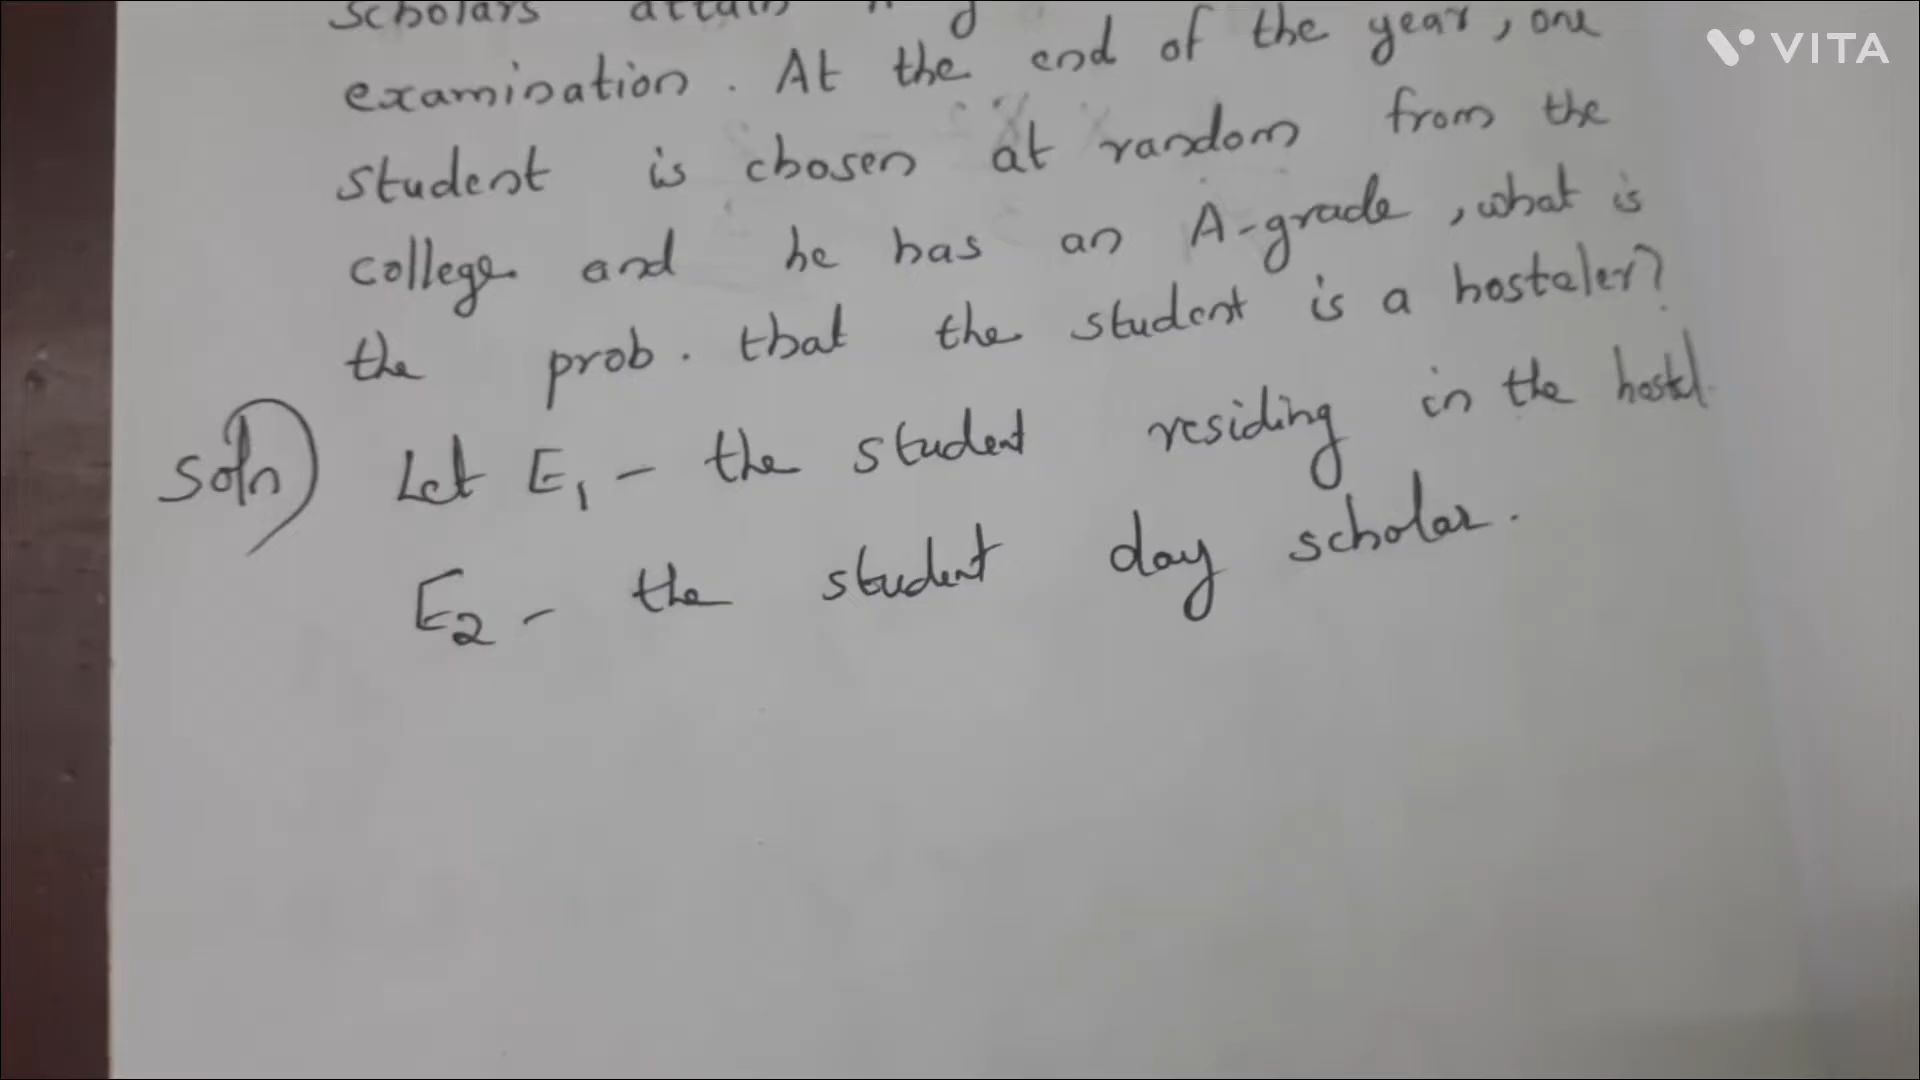 scholars attain
VITA
examination. At the end of the year, one
student is chosen at random from the
college and he has an A-grade, what is
the prob. that the student is a hosteler?
Soln) Let E1 - the student residing in the hostel.
E2 - the student day scholar.